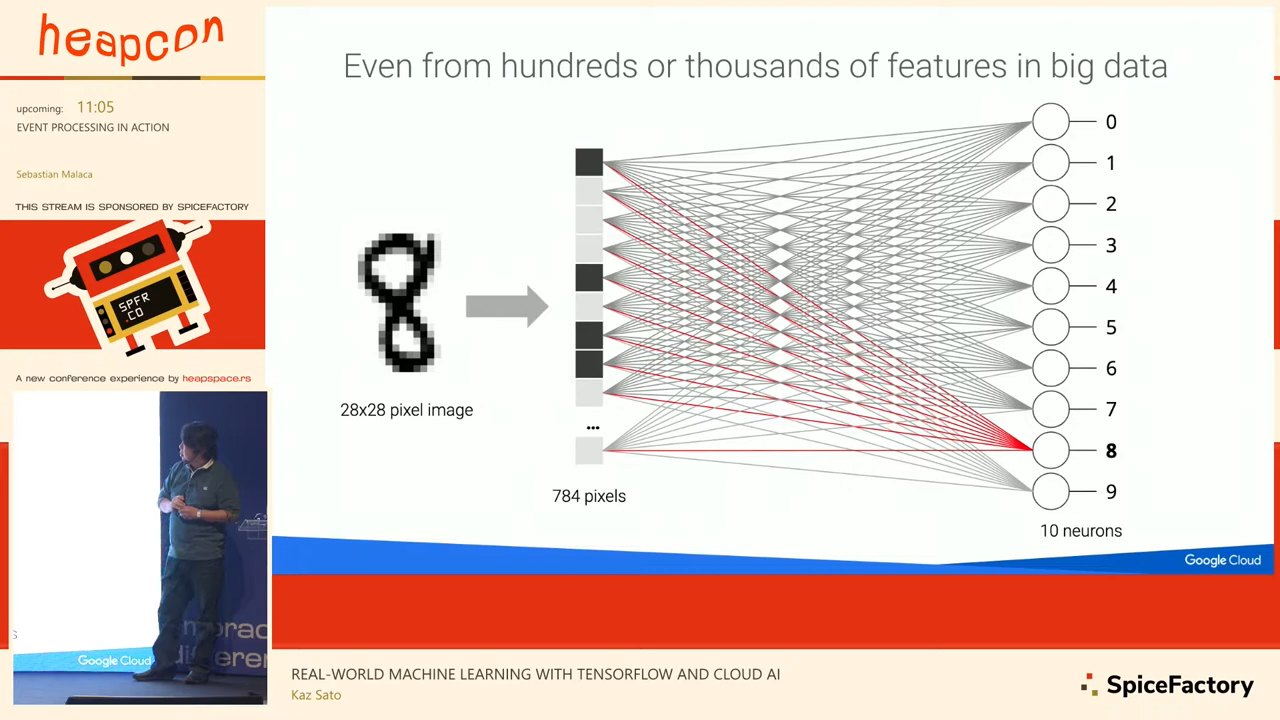 heapcon
upcoming: 11:05
EVENT PROCESSING IN ACTION
Sebastian Malaca
THIS STREAM IS SPONSORED BY SPICEFACTORY
SPFR
.CO
A new conference experience by heapspace.rs
Even from hundreds or thousands of features in big data
0
1
2
3
4
5
6
7
8
9
8
28x28 pixel image
...
784 pixels
10 neurons
Google Cloud
Google Cloud
REAL-WORLD MACHINE LEARNING WITH TENSORFLOW AND CLOUD AI
Kaz Sato
SpiceFactory